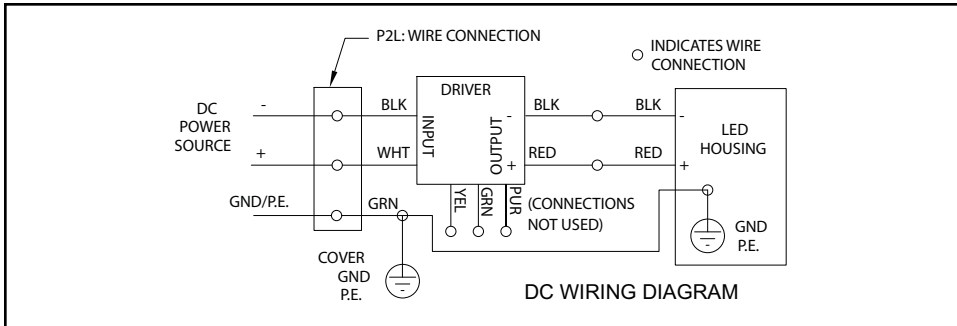 P2L: WIRE CONNECTION
INDICATES WIRE
CONNECTION
DC
POWER
SOURCE
-
+
GND/P.E.
BLK
WHT
GRN
DRIVER
INPUT
OUTPUT
-
+
BLK
RED
BLK
RED
-
+
LED
HOUSING
YEL
GRN
PUR
(CONNECTIONS
NOT USED)
GND
P.E.
COVER
GND
P.E.
DC WIRING DIAGRAM